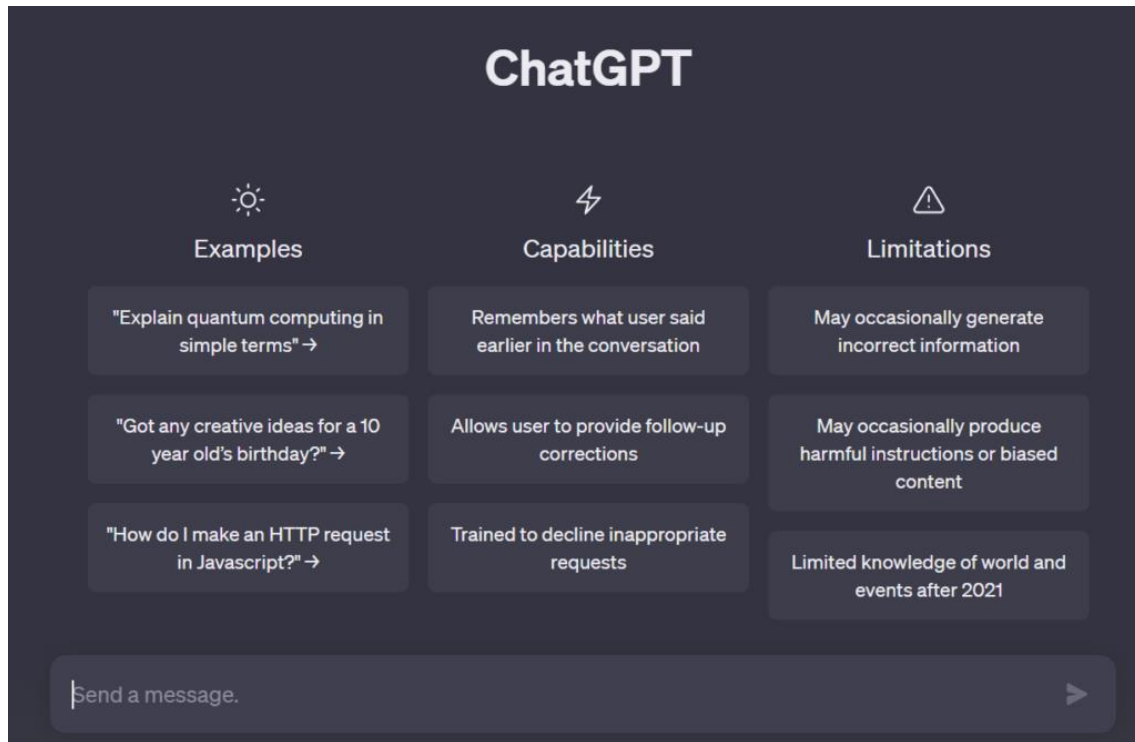 ChatGPT
Examples
"Explain quantum computing in
simple terms" →
"Got any creative ideas for a 10
year old's birthday?" →
"How do I make an HTTP request
in Javascript?" →
Capabilities
Remembers what user said
earlier in the conversation
Allows user to provide follow-up
corrections
Trained to decline inappropriate
requests
Limitations
May occasionally generate
incorrect information
May occasionally produce
harmful instructions or biased
content
Limited knowledge of world and
events after 2021
Send a message.